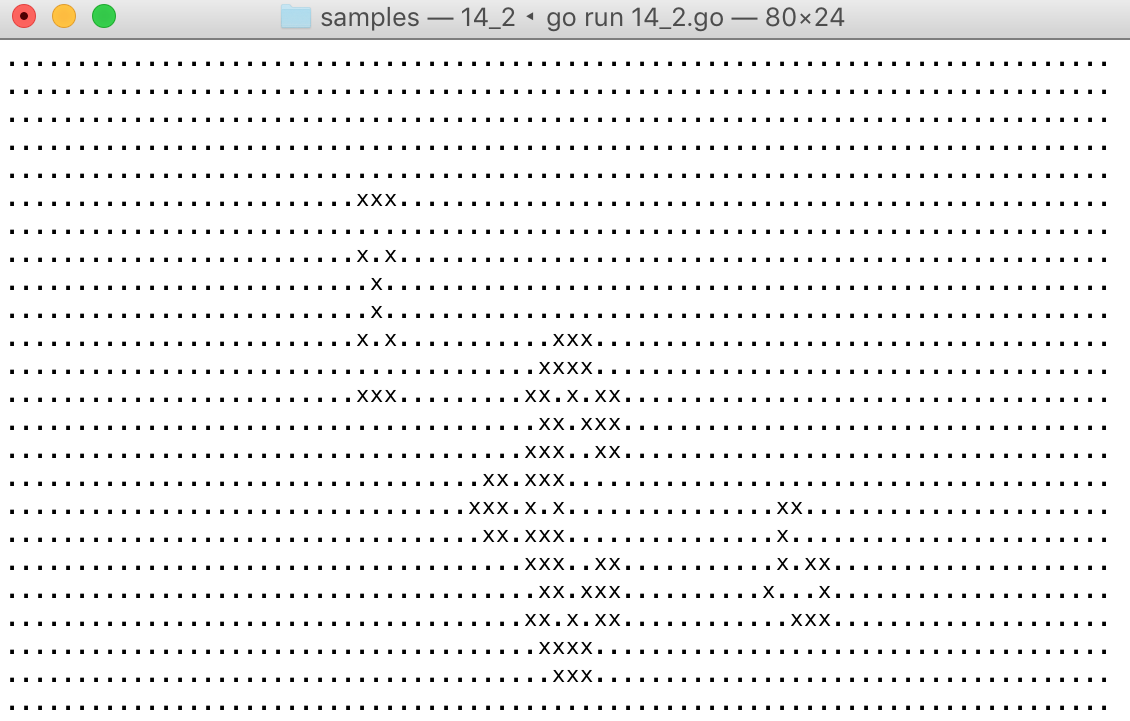 samples — 14_2 ◂ go run 14_2.go — 80×24
...............................................................................
...............................................................................
...............................................................................
...............................................................................
...............................................................................
.........................xxx...................................................
...............................................................................
.........................x.x...................................................
..........................x....................................................
..........................x....................................................
.........................x.x...........xxx.....................................
......................................xxxx.....................................
.........................xxx.........xx.x.xx...................................
......................................xx.xxx...................................
.....................................xxx..xx...................................
..................................xx.xxx.......................................
.................................xxx.x.x...............xx......................
..................................xx.xxx...............x.......................
.....................................xxx..xx...........x.xx....................
......................................xx.xxx..........x...x....................
.....................................xx.x.xx............xxx....................
......................................xxxx.....................................
.......................................xxx.....................................
...............................................................................